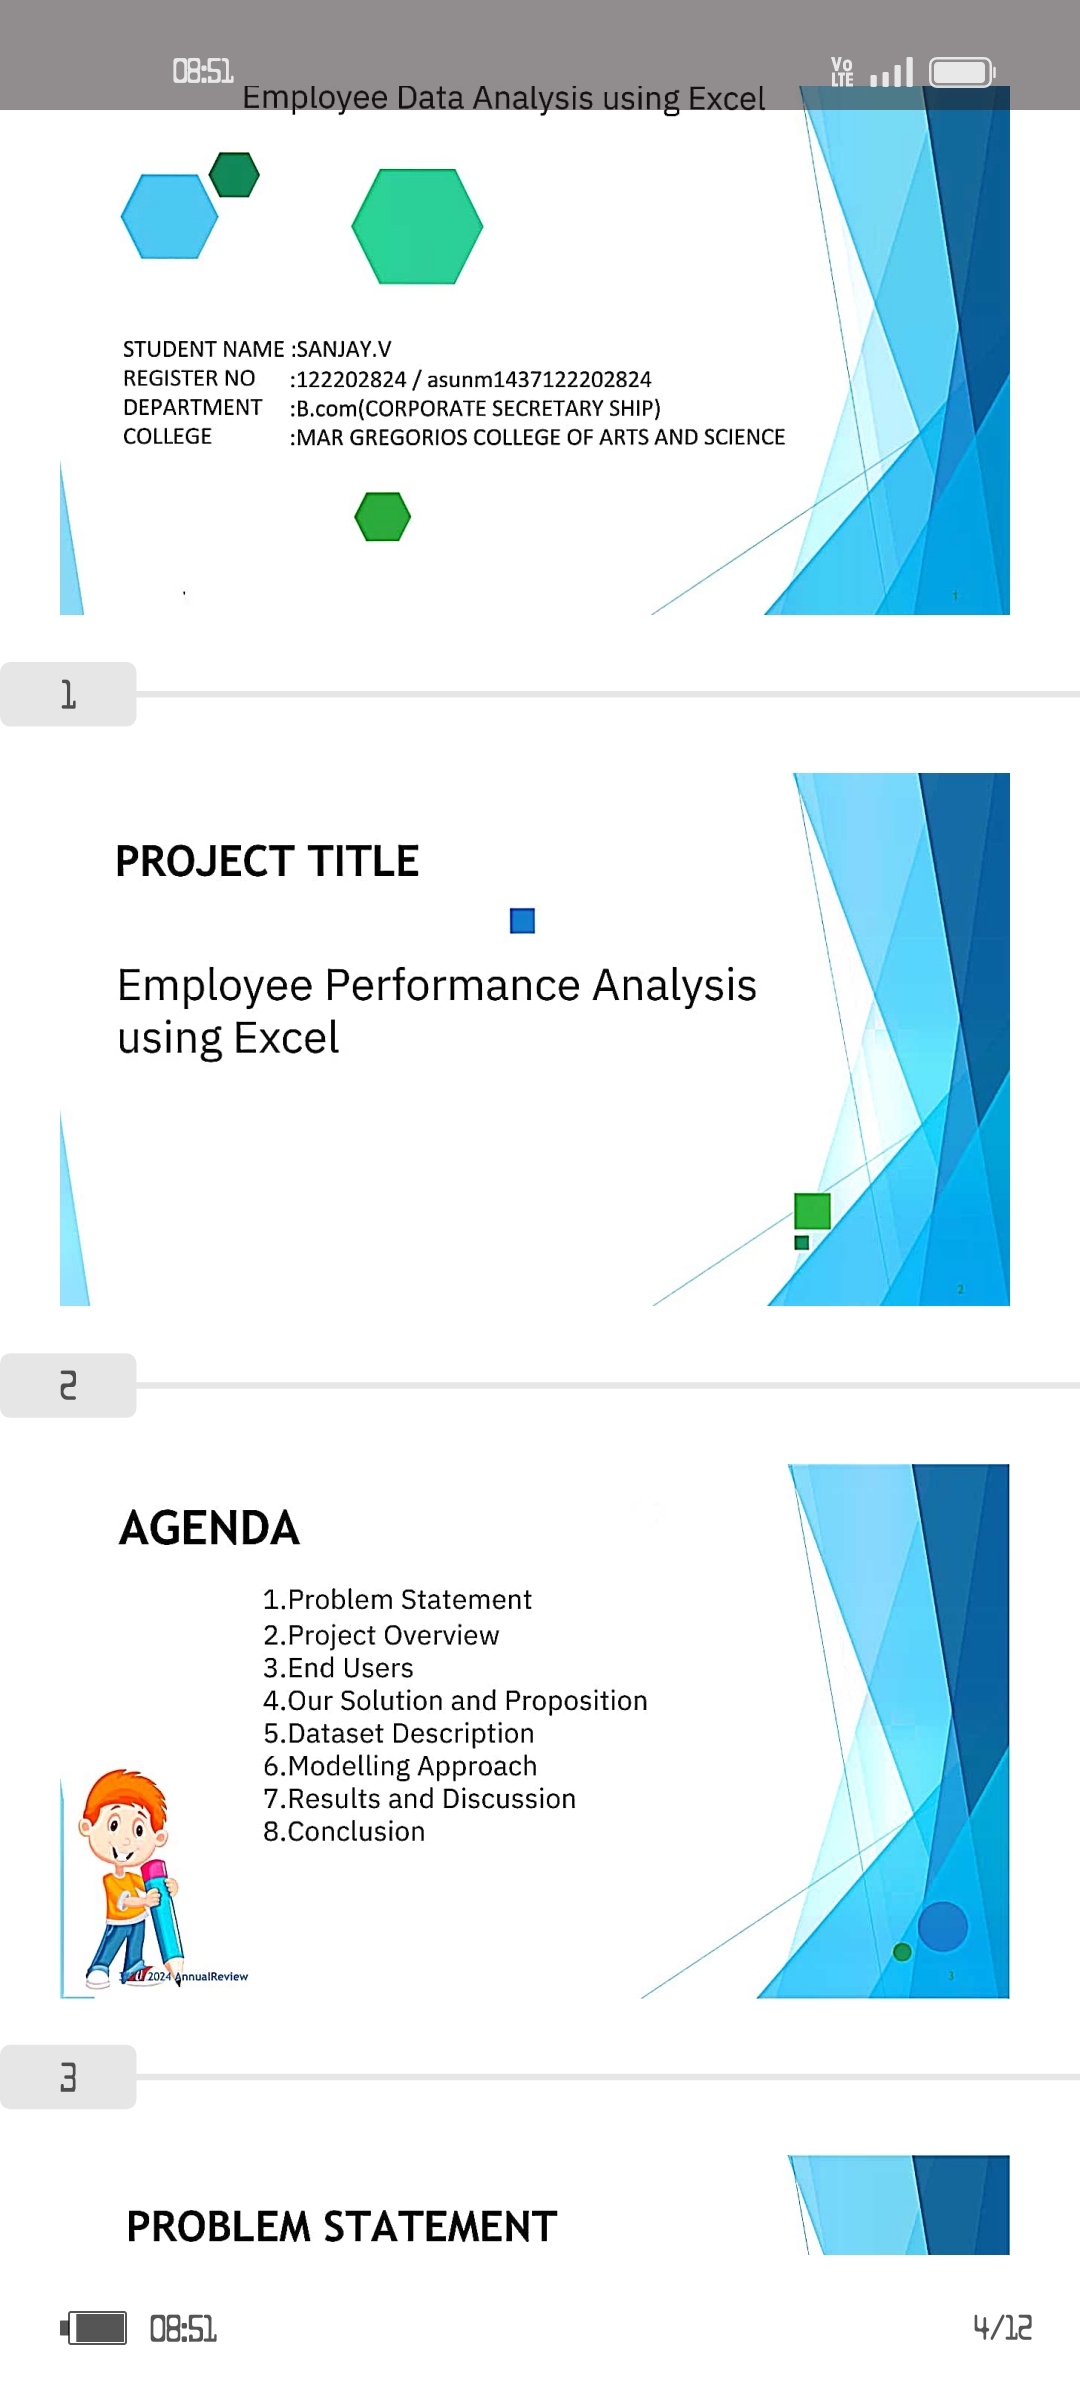 08:51
Vo
LTE
Employee Data Analysis using Excel
STUDENT NAME :SANJAY.V
REGISTER NO :122202824 / asunm1437122202824
DEPARTMENT :B.com(CORPORATE SECRETARY SHIP)
COLLEGE :MAR GREGORIOS COLLEGE OF ARTS AND SCIENCE
1
1
PROJECT TITLE
Employee Performance Analysis
using Excel
2
2
AGENDA
1.Problem Statement
2.Project Overview
3.End Users
4.Our Solution and Proposition
5.Dataset Description
6.Modelling Approach
7.Results and Discussion
8.Conclusion
2024 AnnualReview
3
3
PROBLEM STATEMENT
08:51
4/12